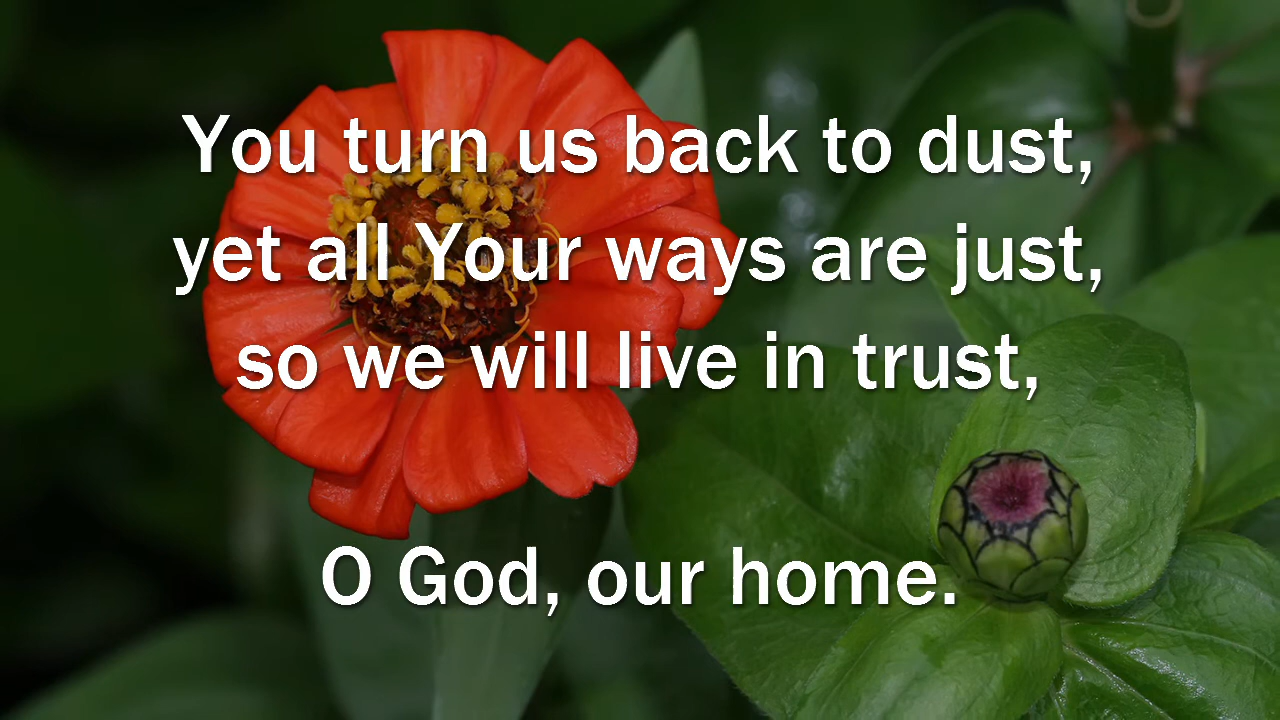 You turn us back to dust,
yet all Your ways are just,
so we will live in trust,
O God, our home.